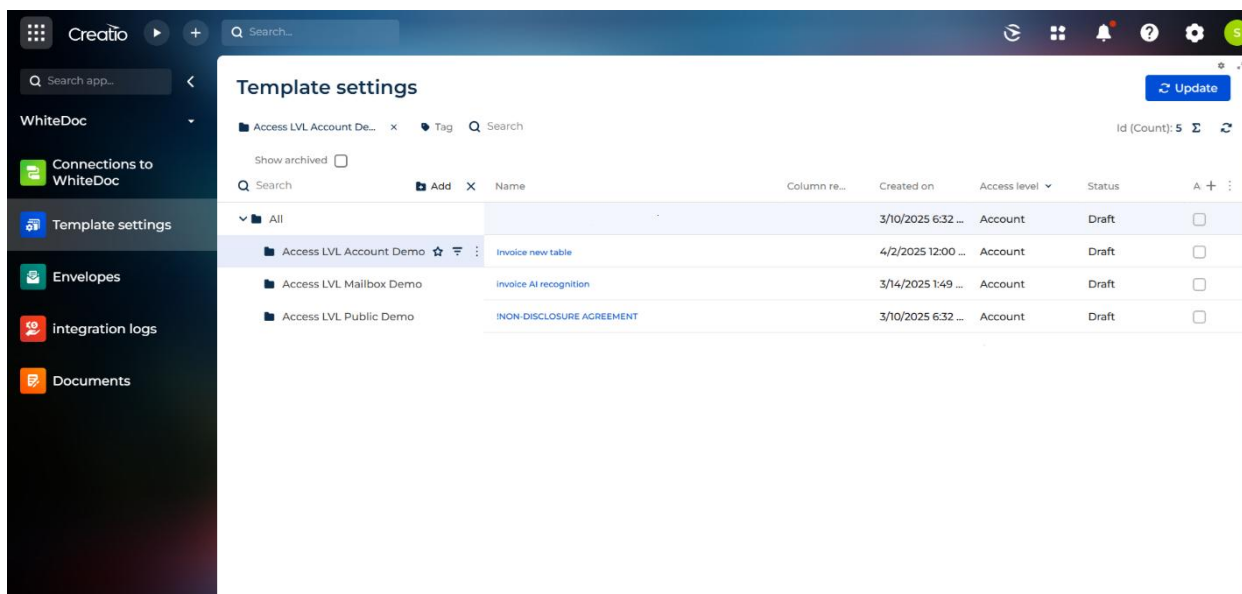 Creatio
Search...
S
Search app...
WhiteDoc
Connections to
WhiteDoc
Template settings
Envelopes
integration logs
Documents
Template settings
Update
Access LVL Account De... x Tag Search
Id (Count): 5 Σ
Show archived
Search Add Name Column re... Created on Access level Status A
All 3/10/2025 6:32 ... Account Draft
Access LVL Account Demo Invoice new table 4/2/2025 12:00 ... Account Draft
Access LVL Mailbox Demo invoice AI recognition 3/14/2025 1:49 ... Account Draft
Access LVL Public Demo !NON-DISCLOSURE AGREEMENT 3/10/2025 6:32 ... Account Draft